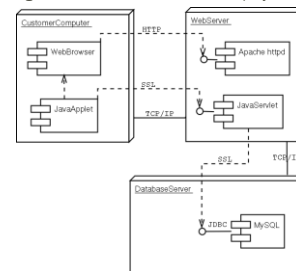 CustomerComputer
WebServer
HTTP
WebBrowser
Apache httpd
SSL
JavaApplet
JavaServlet
TCP/IP
SSL
DatabaseServer
JDBC
MySQL